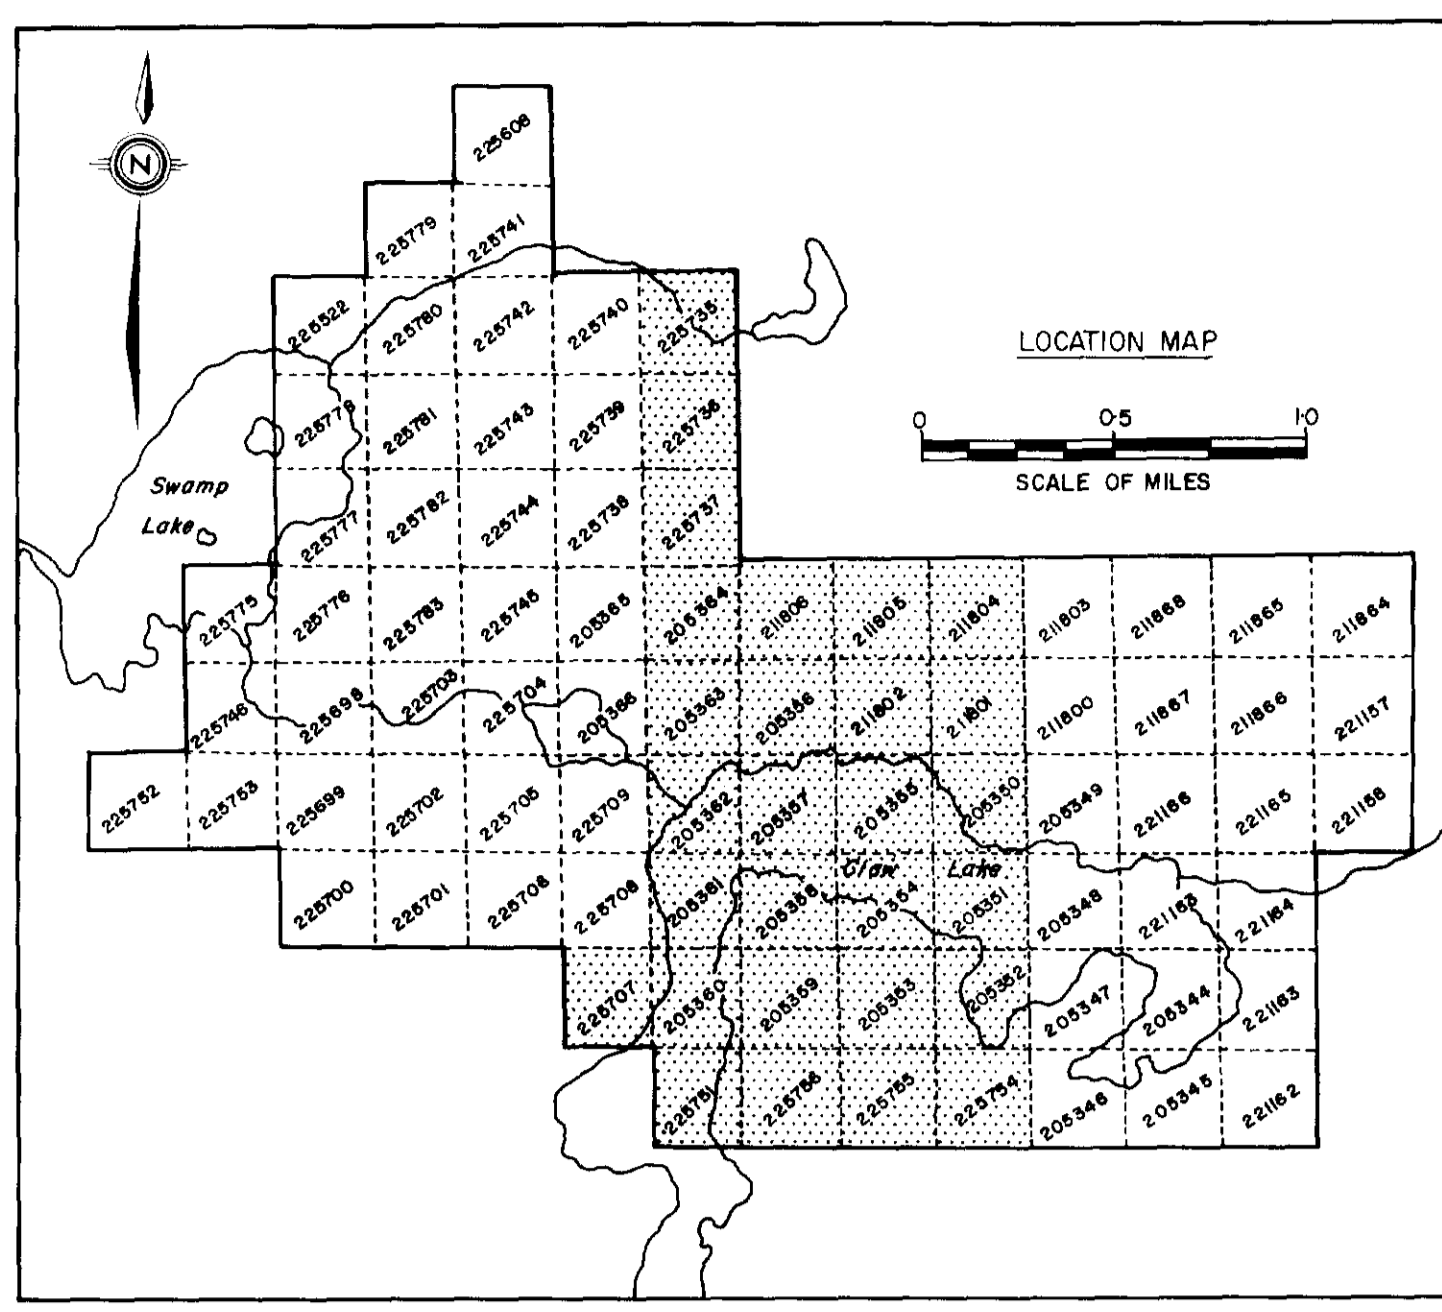 N
225608
225779 225741
225522 225780 225742 225740 225735
LOCATION MAP
0 0·5 1·0
SCALE OF MILES
225778 225781 225743 225739 225736
Swamp
Lake
225777 225782 225744 225738 225737
225775 225776 225783 225745 205365 205364 211806 211805 211804 211803 211868 211865 211864
225746 225698 225703 225704 205366 205363 205356 211802 211801 211800 211867 211866 221157
225752 225753 225699 225702 225705 225709 205362 205357 205355 205350 205349 221166 221165 221158
Claw Lake
225700 225701 225706 225708 205361 205358 205354 205351 205348 221153 221164
225707 205360 205359 205353 205352 205347 205344 221163
225751 225756 225755 225754 205346 205345 221162